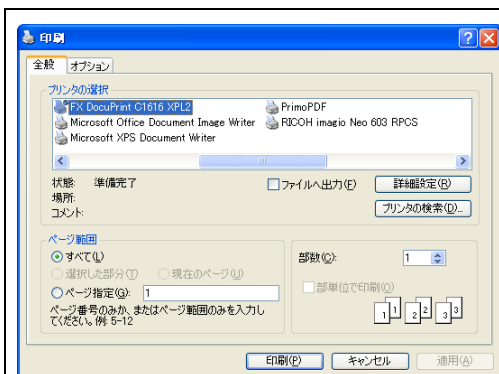 印刷
全般 オプション
プリンタの選択
FX DocuPrint C1616 XPL2
PrimoPDF
Microsoft Office Document Image Writer
RICOH imagio Neo 603 RPCS
Microsoft XPS Document Writer
状態: 準備完了
場所:
コメント:
ファイルへ出力(F)
詳細設定(R)
プリンタの検索(D)...
ページ範囲
すべて(L)
選択した部分(T) 現在のページ(U)
ページ指定(G): 1
ページ番号のみか、またはページ範囲のみを入力し
てください。例: 5-12
部数(C): 1
部単位で印刷(O)
1 1 2 2 3 3
印刷(P) キャンセル 適用(A)